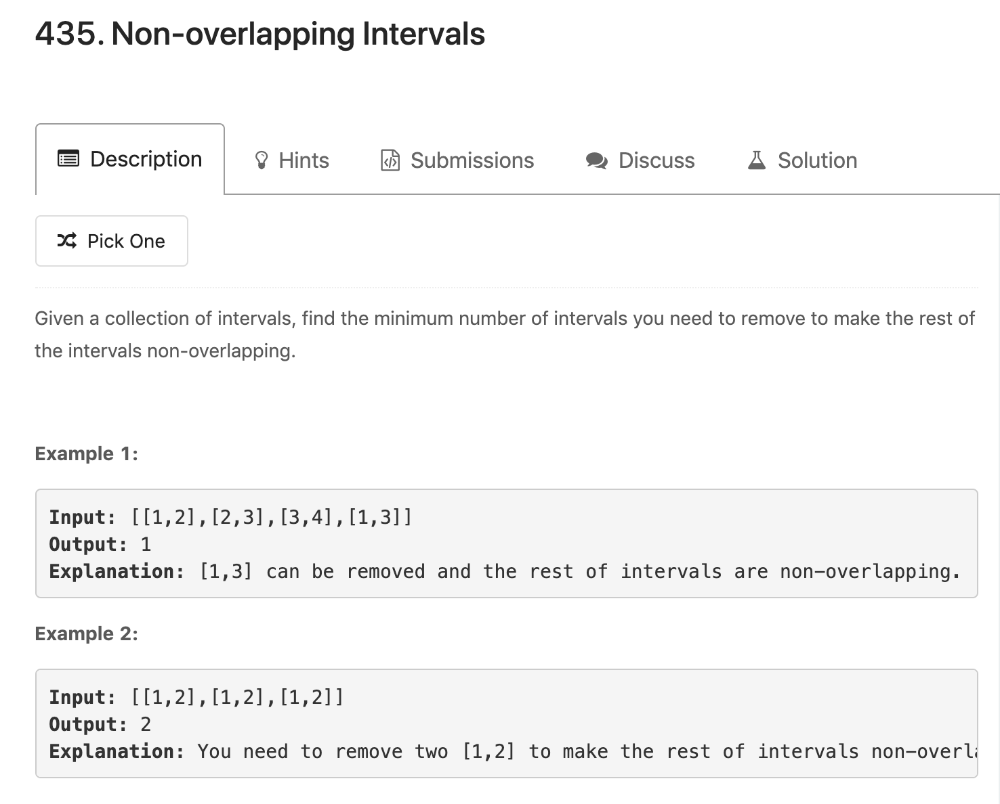 435. Non-overlapping Intervals
Description
Hints
Submissions
Discuss
Solution
Pick One
Given a collection of intervals, find the minimum number of intervals you need to remove to make the rest of
the intervals non-overlapping.
Example 1:
Input: [[1,2],[2,3],[3,4],[1,3]]
Output: 1
Explanation: [1,3] can be removed and the rest of intervals are non-overlapping.
Example 2:
Input: [[1,2],[1,2],[1,2]]
Output: 2
Explanation: You need to remove two [1,2] to make the rest of intervals